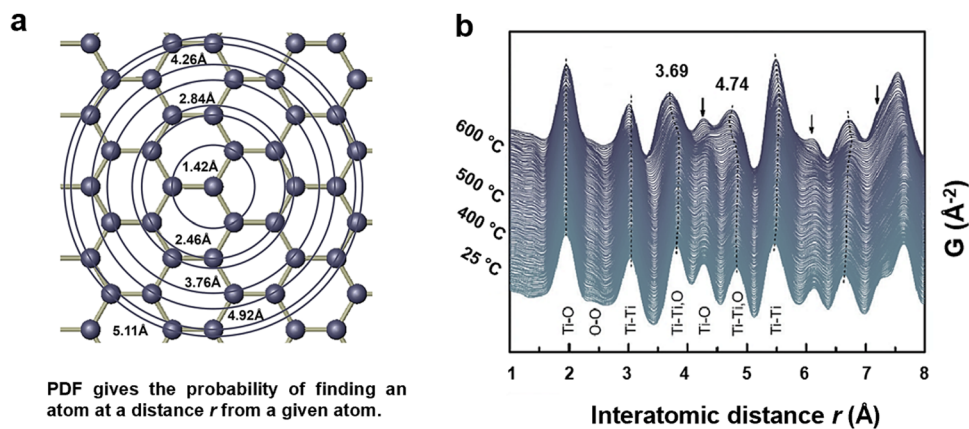 a
4.26Å
2.84Å
1.42Å
2.46Å
3.76Å
4.92Å
5.11Å
PDF gives the probability of finding an
atom at a distance r from a given atom.
b
3.69
4.74
600 °C
500 °C
400 °C
25 °C
Ti-O
O-O
Ti-Ti
Ti-Ti,O
Ti-O
Ti-Ti,O
Ti-Ti
G (Å-2)
1 2 3 4 5 6 7 8
Interatomic distance r (Å)